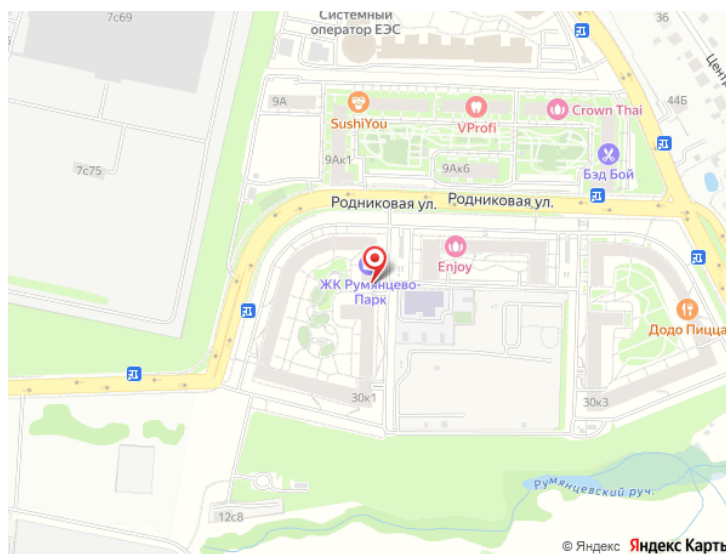 7с69
Системный
оператор ЕЭС
36
Центр
9А
SushiYou
VProfi
Crown Thai
44Б
7с75
9Ак1
9Ак6
Бэд Бой
Родниковая ул.
Родниковая ул.
Enjoy
ЖК Румянцево-
Парк
Додо Пицца
30к1
30к3
Румянцевский руч.
12с8
© Яндекс Яндекс Карты